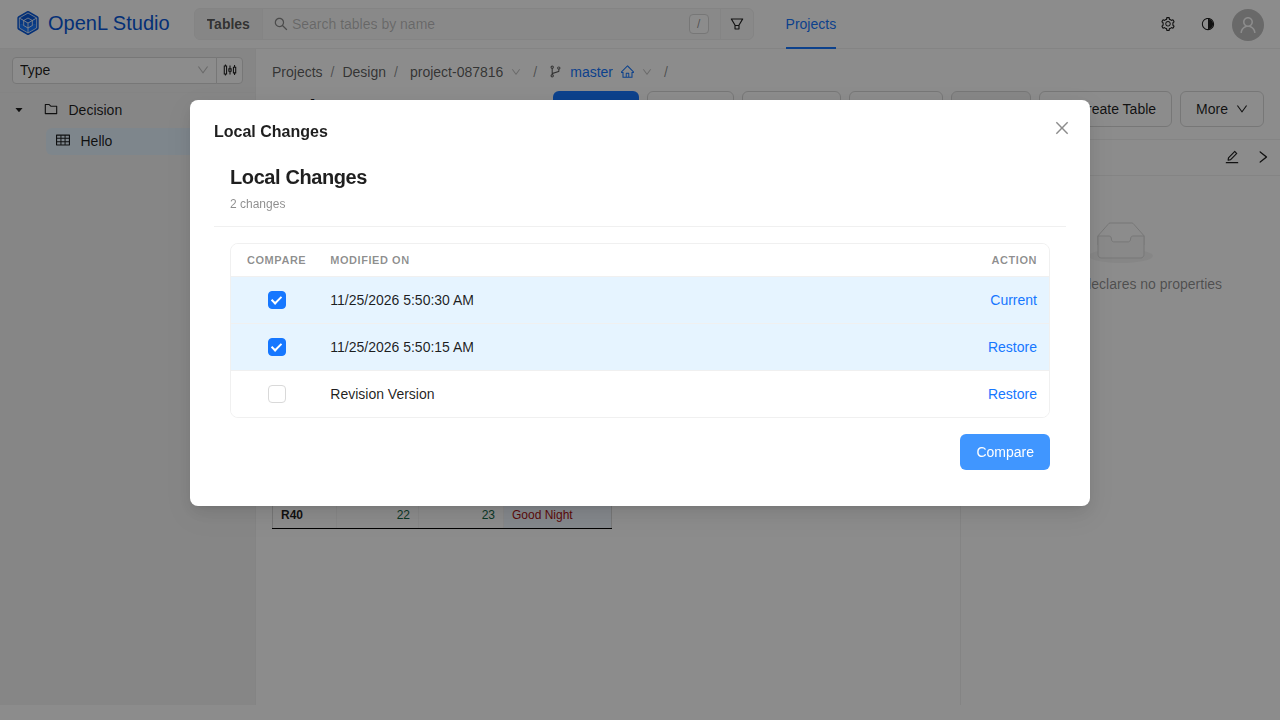 OpenL Studio
Tables
Search tables by name
/
Projects
Type
Projects / Design / project-087816 / master /
Decision
Hello
Create Table
More
Local Changes
Local Changes
2 changes
COMPARE MODIFIED ON ACTION
11/25/2026 5:50:30 AM Current
11/25/2026 5:50:15 AM Restore
Revision Version Restore
Compare
declares no properties
R40 22 23 Good Night